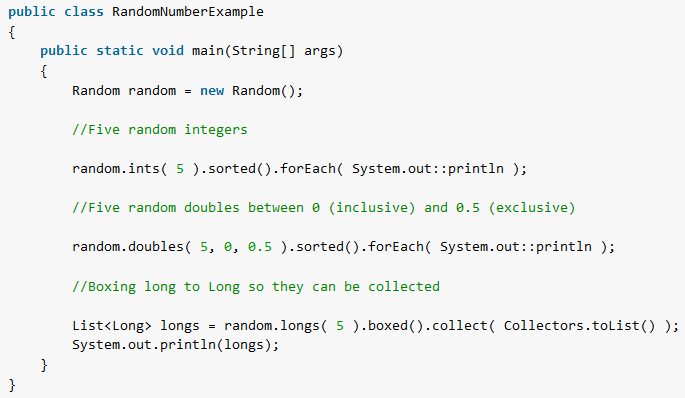 public class RandomNumberExample
{
    public static void main(String[] args)
    {
        Random random = new Random();
        //Five random integers
        random.ints( 5 ).sorted().forEach( System.out::println );
        //Five random doubles between 0 (inclusive) and 0.5 (exclusive)
        random.doubles( 5, 0, 0.5 ).sorted().forEach( System.out::println );
        //Boxing long to Long so they can be collected
        List<Long> longs = random.longs( 5 ).boxed().collect( Collectors.toList() );
        System.out.println(longs);
    }
}